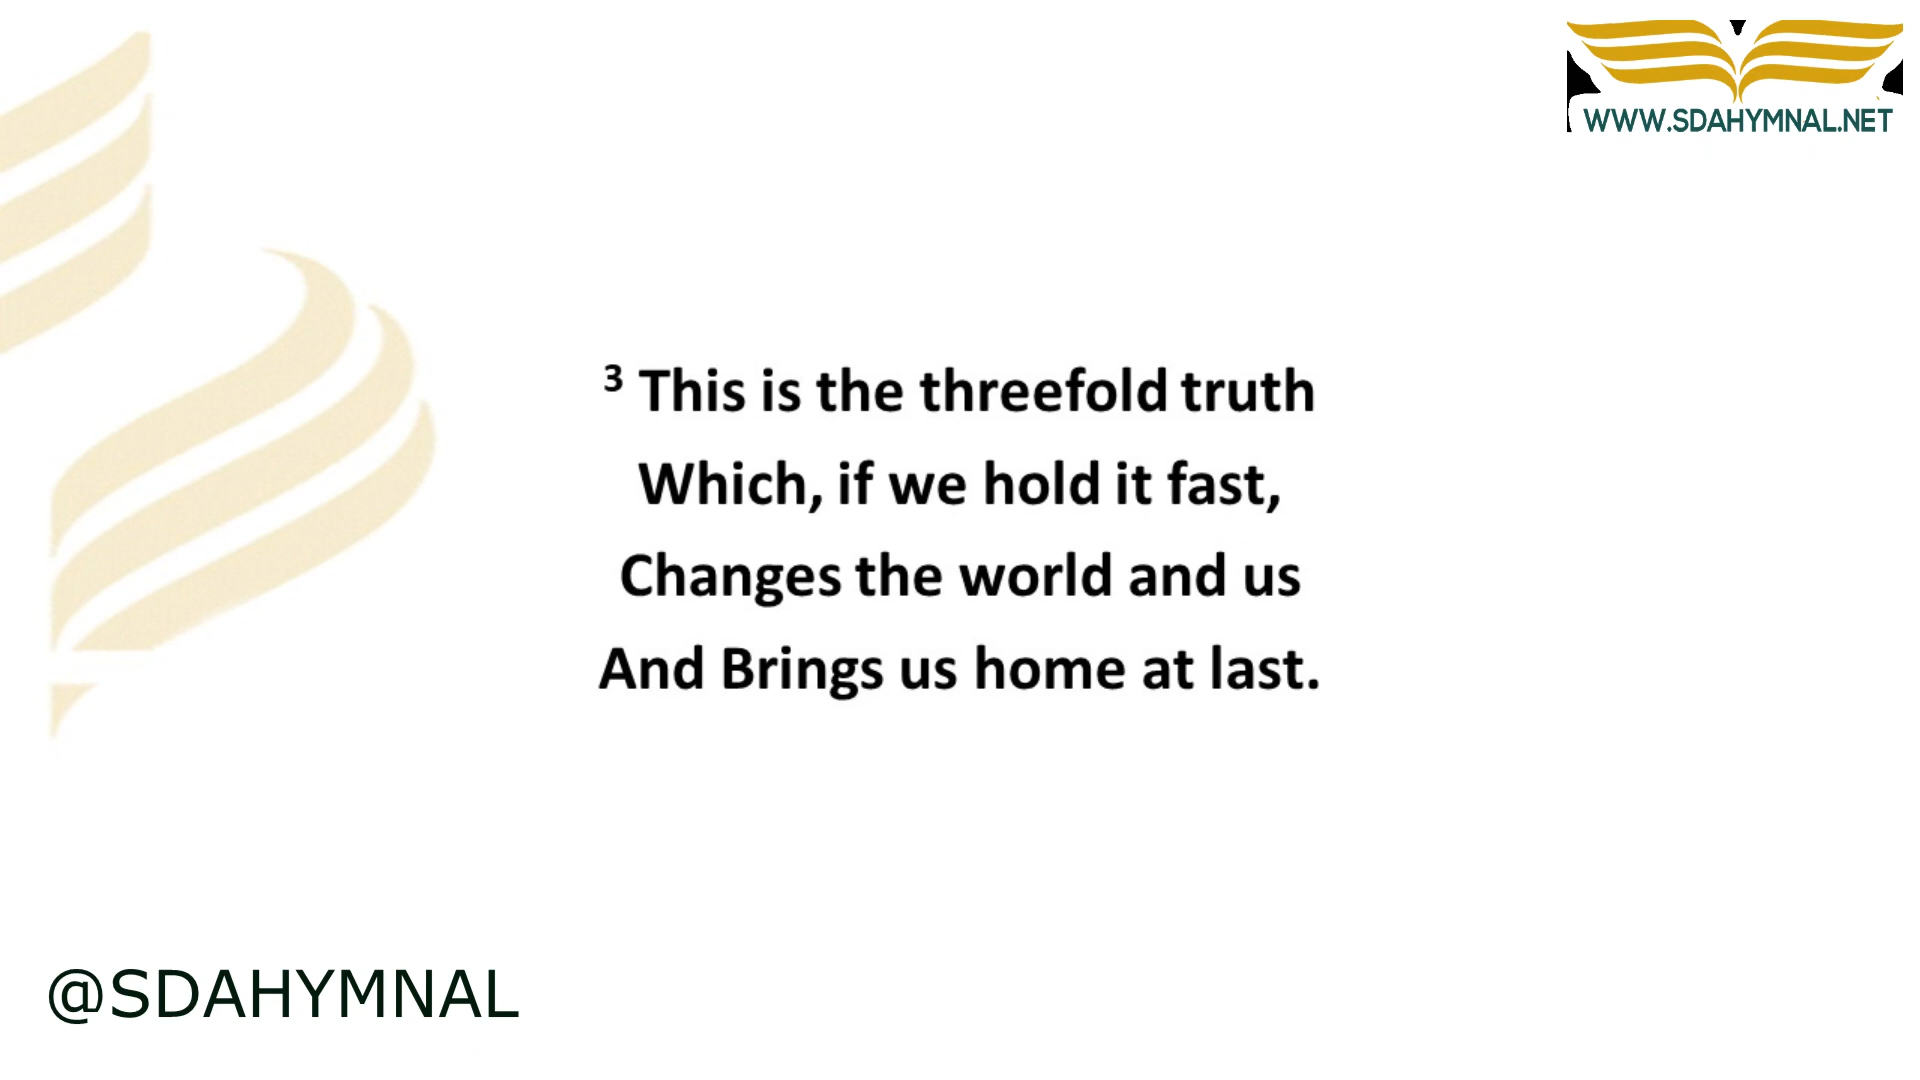 WWW.SDAHYMNAL.NET
³ This is the threefold truth
Which, if we hold it fast,
Changes the world and us
And Brings us home at last.
@SDAHYMNAL